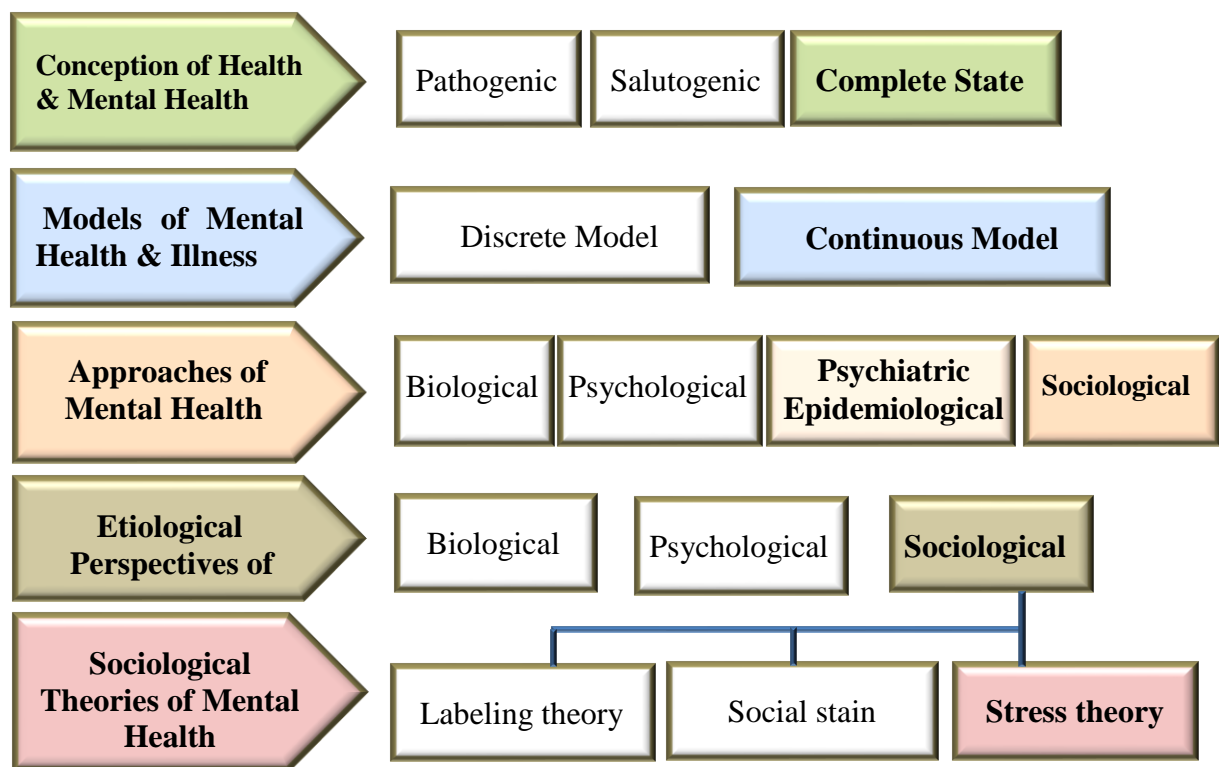 Conception of Health
& Mental Health
Pathogenic
Salutogenic
Complete State
Models of Mental
Health & Illness
Discrete Model
Continuous Model
Approaches of
Mental Health
Biological
Psychological
Psychiatric
Epidemiological
Sociological
Etiological
Perspectives of
Biological
Psychological
Sociological
Sociological
Theories of Mental
Health
Labeling theory
Social stain
Stress theory